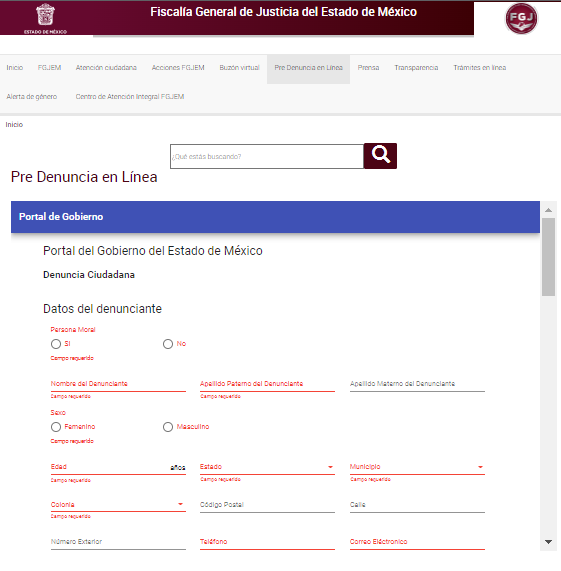 Fiscalía General de Justicia del Estado de México
ESTADO DE MÉXICO
FGJ
Inicio FGJEM Atención ciudadana Acciones FGJEM Buzón virtual Pre Denuncia en Línea Prensa Transparencia Trámites en línea
Alerta de género Centro de Atención Integral FGJEM
Inicio
¿Qué estás buscando?
Pre Denuncia en Línea
Portal de Gobierno
Portal del Gobierno del Estado de México
Denuncia Ciudadana
Datos del denunciante
Persona Moral
Si No
Campo requerido
Nombre del Denunciante Apellido Paterno del Denunciante Apellido Materno del Denunciante
Campo requerido Campo requerido
Sexo
Femenino Masculino
Campo requerido
Edad años Estado Municipio
Campo requerido Campo requerido Campo requerido
Colonia Código Postal Calle
Campo requerido
Número Exterior Teléfono Correo Eléctronico